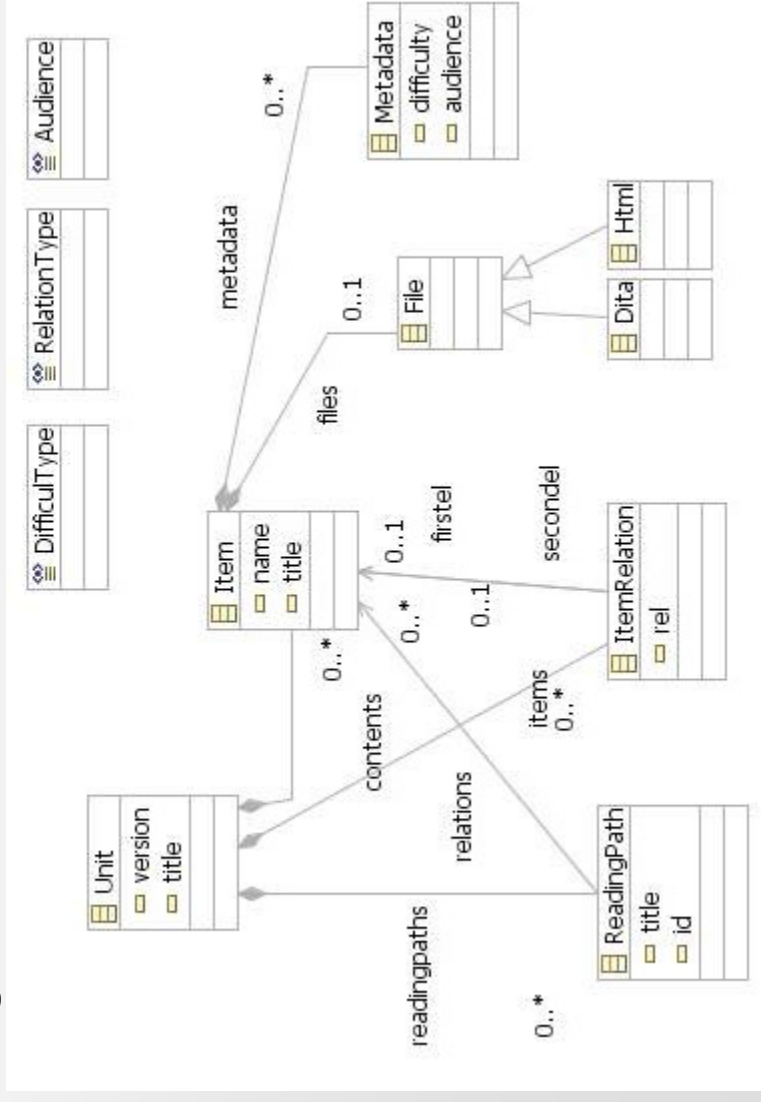 DifficulType
RelationType
Audience
Unit
version
title
Item
name
title
metadata
0..*
Metadata
difficulty
audience
files
0..1
File
Dita
Html
0..*
contents
0..1
firstel
0..*
0..1
secondel
readingpaths
relations
items
0..*
0..*
ReadingPath
title
id
ItemRelation
rel